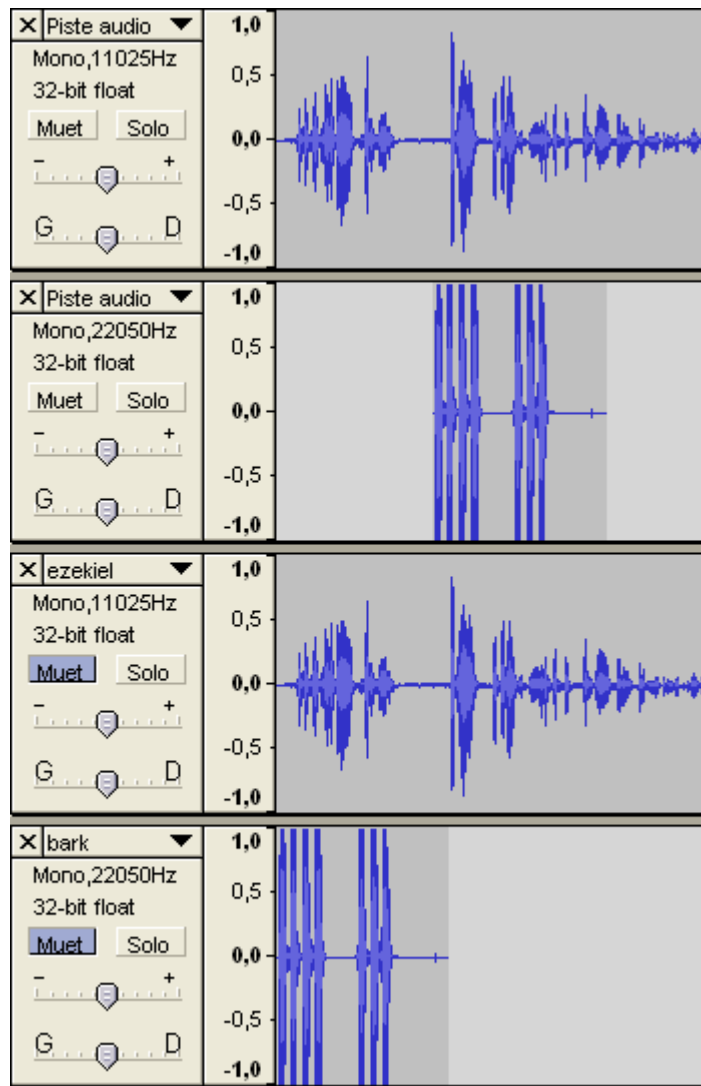 X Piste audio
Mono,11025Hz
32-bit float
Muet Solo
- +
G D
1,0
0,5
0,0
-0,5
-1,0
X Piste audio
Mono,22050Hz
32-bit float
Muet Solo
- +
G D
1,0
0,5
0,0
-0,5
-1,0
X ezekiel
Mono,11025Hz
32-bit float
Muet Solo
- +
G D
1,0
0,5
0,0
-0,5
-1,0
X bark
Mono,22050Hz
32-bit float
Muet Solo
- +
G D
1,0
0,5
0,0
-0,5
-1,0